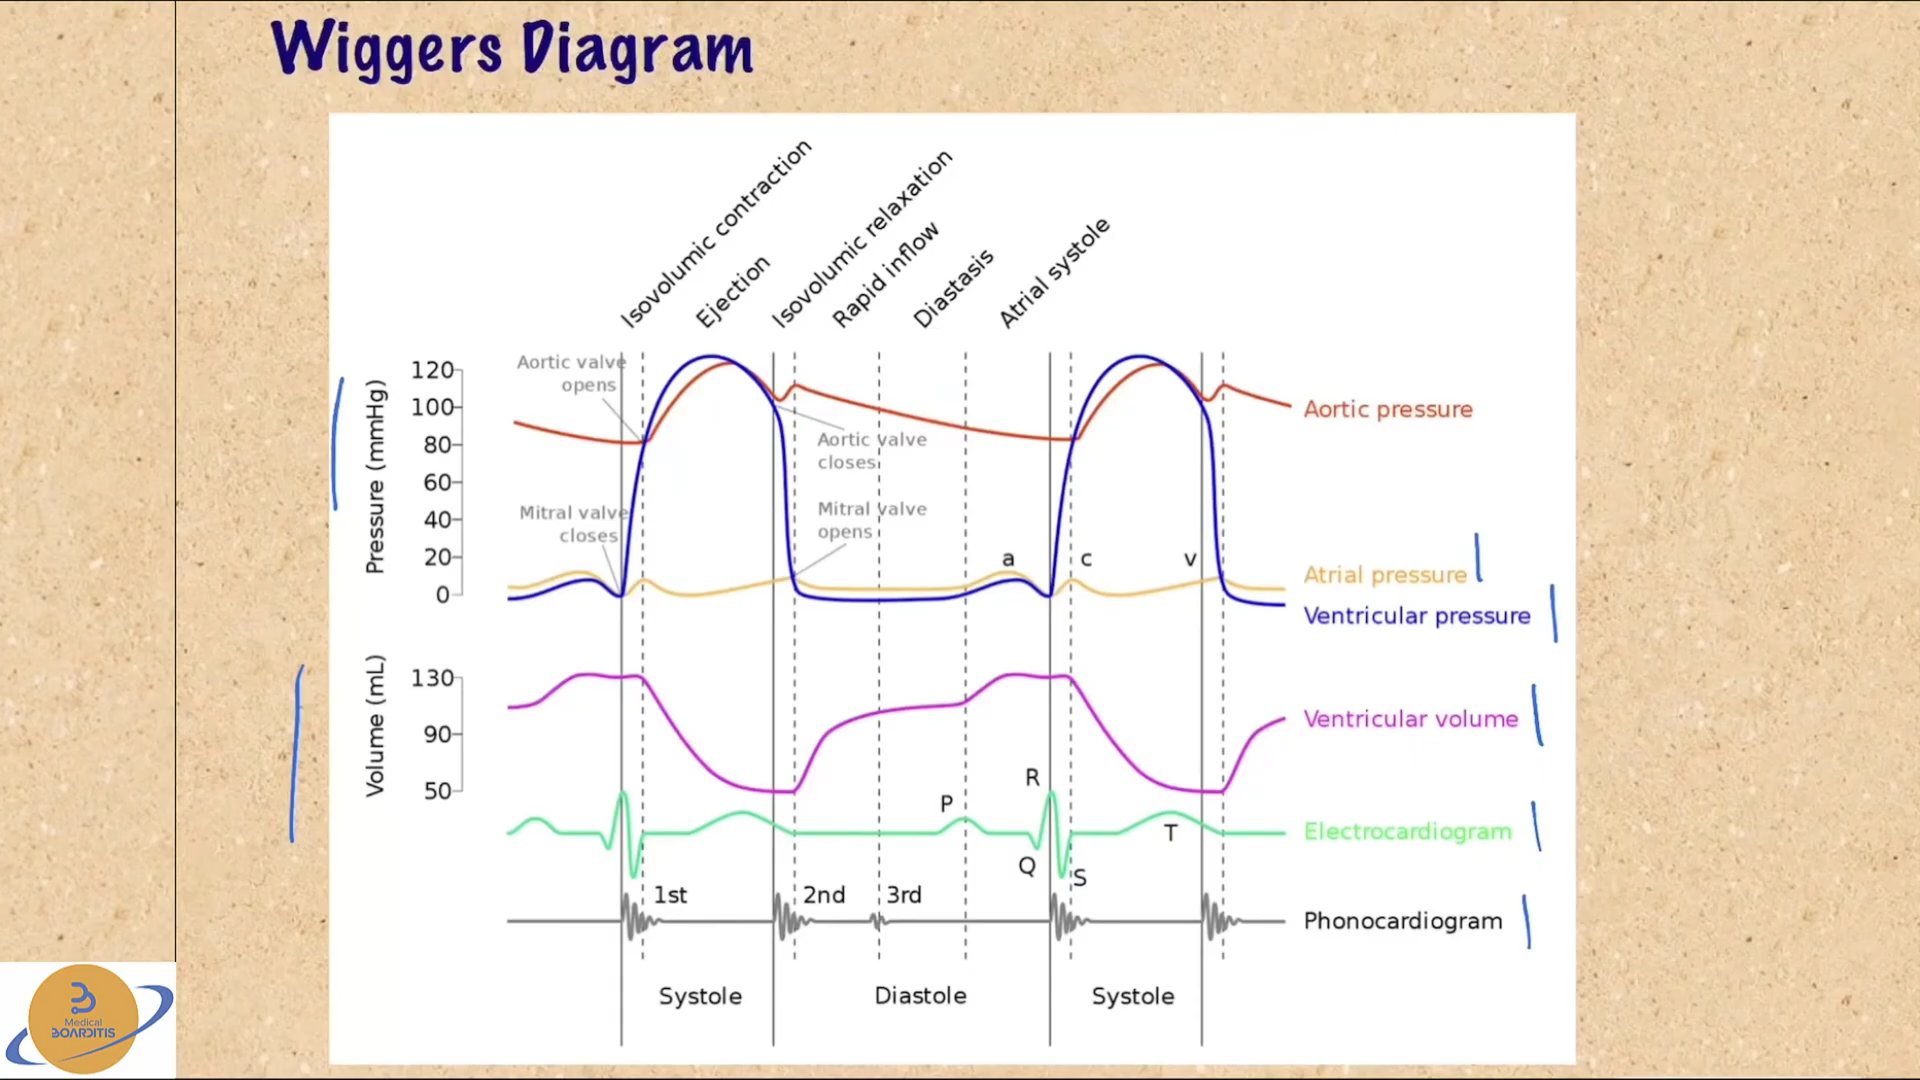 Wiggers Diagram
Isovolumic contraction
Ejection
Isovolumic relaxation
Rapid inflow
Diastasis
Atrial systole
Pressure (mmHg)
120
100
80
60
40
20
0
Aortic valve
opens
Mitral valve
closes
Aortic valve
closes
Mitral valve
opens
a
c
v
Aortic pressure
Atrial pressure
Ventricular pressure
Volume (mL)
130
90
50
Ventricular volume
R
P
Q
S
T
Electrocardiogram
1st
2nd
3rd
Phonocardiogram
Systole
Diastole
Systole
Medical
BOARDITIS